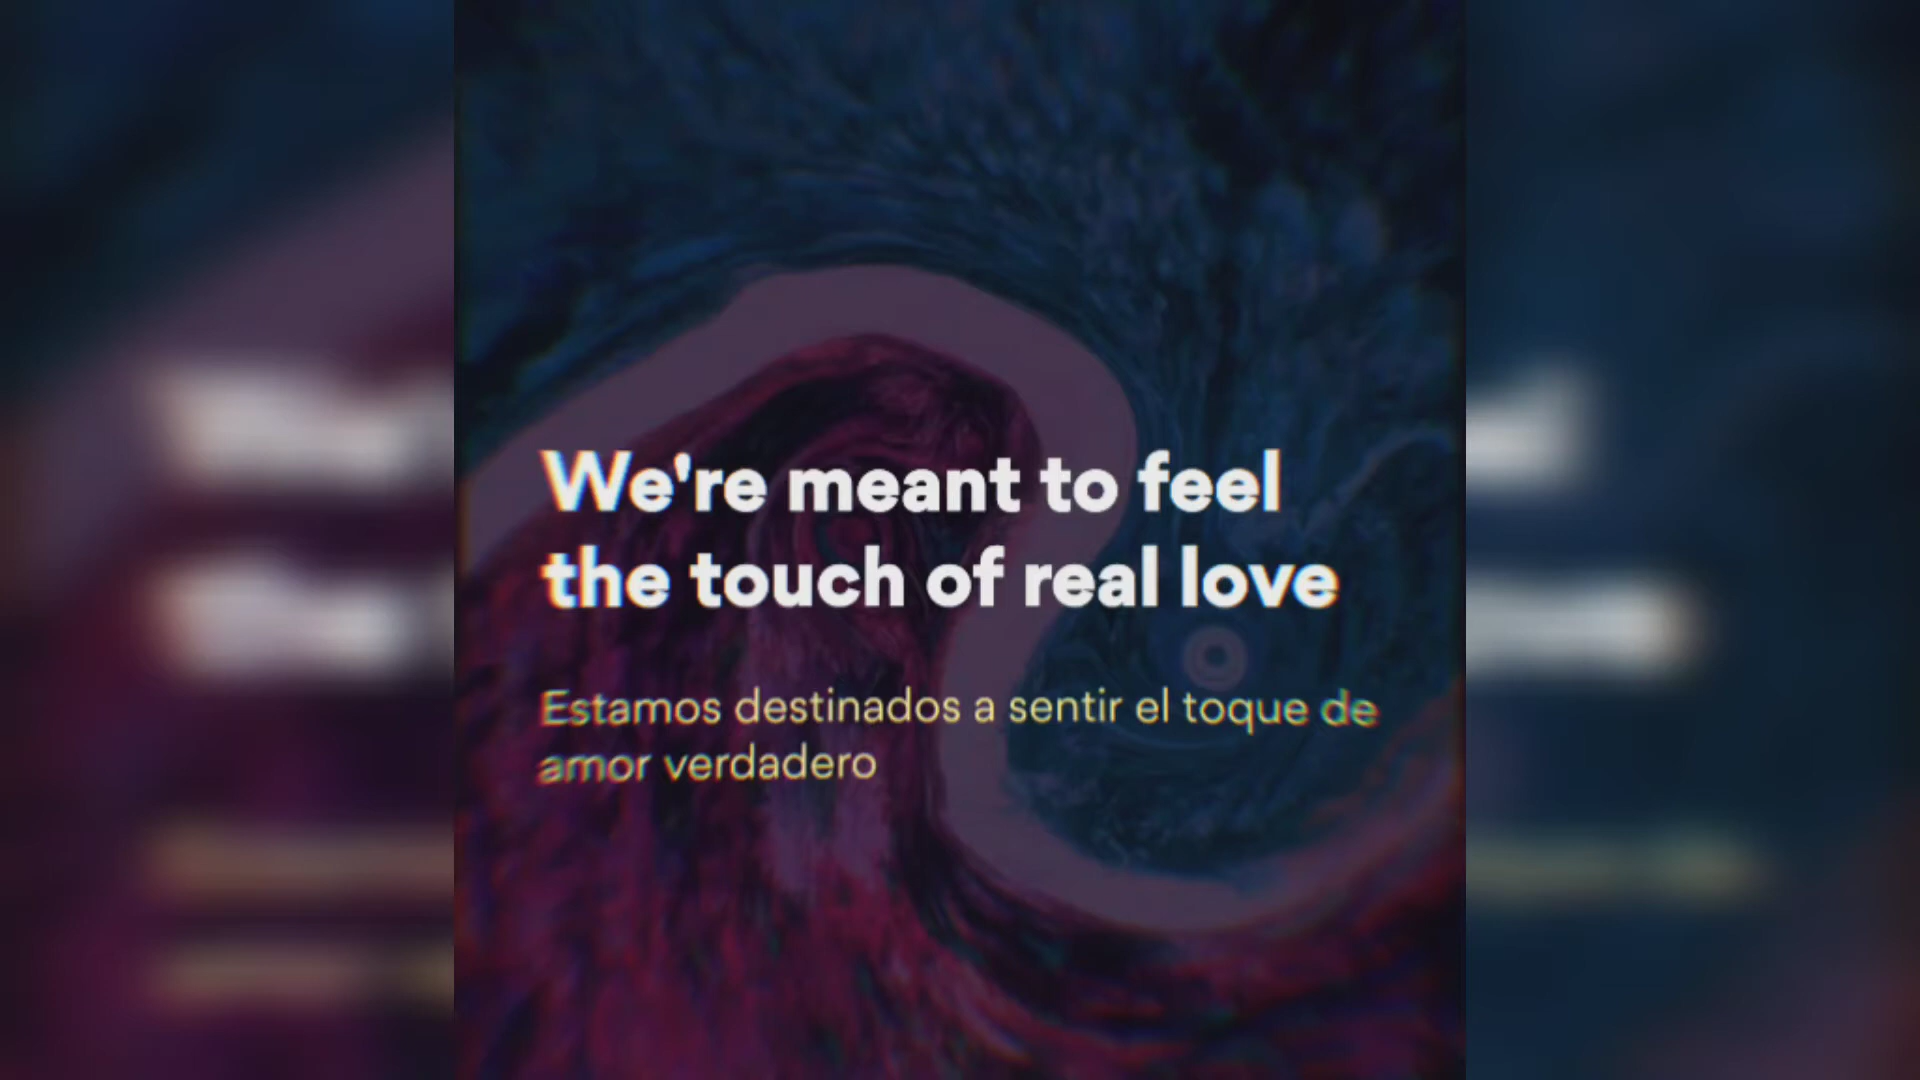 We're meant to feel
the touch of real love
Estamos destinados a sentir el toque de
amor verdadero